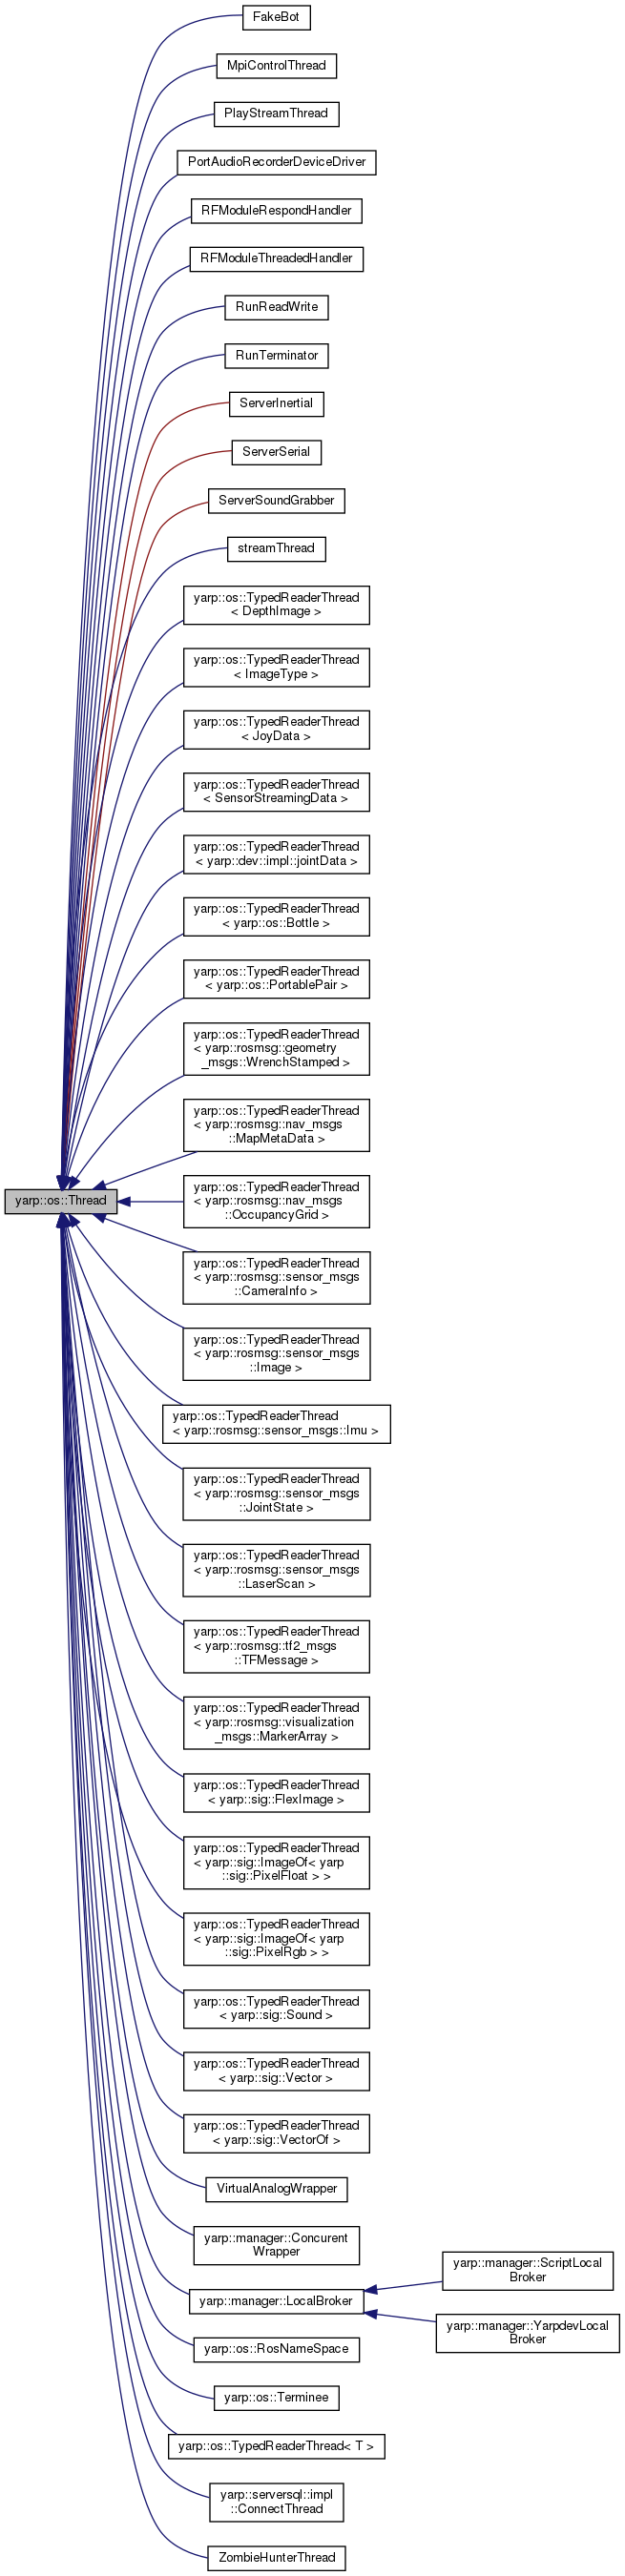 FakeBot
MpiControlThread
PlayStreamThread
PortAudioRecorderDeviceDriver
RFModuleRespondHandler
RFModuleThreadedHandler
RunReadWrite
RunTerminator
ServerInertial
ServerSerial
ServerSoundGrabber
streamThread
yarp::os::TypedReaderThread
< DepthImage >
yarp::os::TypedReaderThread
< ImageType >
yarp::os::TypedReaderThread
< JoyData >
yarp::os::TypedReaderThread
< SensorStreamingData >
yarp::os::TypedReaderThread
< yarp::dev::impl::jointData >
yarp::os::TypedReaderThread
< yarp::os::Bottle >
yarp::os::TypedReaderThread
< yarp::os::PortablePair >
yarp::os::TypedReaderThread
< yarp::rosmsg::geometry
_msgs::WrenchStamped >
yarp::os::TypedReaderThread
< yarp::rosmsg::nav_msgs
::MapMetaData >
yarp::os::Thread
yarp::os::TypedReaderThread
< yarp::rosmsg::nav_msgs
::OccupancyGrid >
yarp::os::TypedReaderThread
< yarp::rosmsg::sensor_msgs
::CameraInfo >
yarp::os::TypedReaderThread
< yarp::rosmsg::sensor_msgs
::Image >
yarp::os::TypedReaderThread
< yarp::rosmsg::sensor_msgs::Imu >
yarp::os::TypedReaderThread
< yarp::rosmsg::sensor_msgs
::JointState >
yarp::os::TypedReaderThread
< yarp::rosmsg::sensor_msgs
::LaserScan >
yarp::os::TypedReaderThread
< yarp::rosmsg::tf2_msgs
::TFMessage >
yarp::os::TypedReaderThread
< yarp::rosmsg::visualization
_msgs::MarkerArray >
yarp::os::TypedReaderThread
< yarp::sig::FlexImage >
yarp::os::TypedReaderThread
< yarp::sig::ImageOf< yarp
::sig::PixelFloat > >
yarp::os::TypedReaderThread
< yarp::sig::ImageOf< yarp
::sig::PixelRgb > >
yarp::os::TypedReaderThread
< yarp::sig::Sound >
yarp::os::TypedReaderThread
< yarp::sig::Vector >
yarp::os::TypedReaderThread
< yarp::sig::VectorOf >
VirtualAnalogWrapper
yarp::manager::Concurent
Wrapper
yarp::manager::LocalBroker
yarp::manager::ScriptLocal
Broker
yarp::manager::YarpdevLocal
Broker
yarp::os::RosNameSpace
yarp::os::Terminee
yarp::os::TypedReaderThread< T >
yarp::serversql::impl
::ConnectThread
ZombieHunterThread